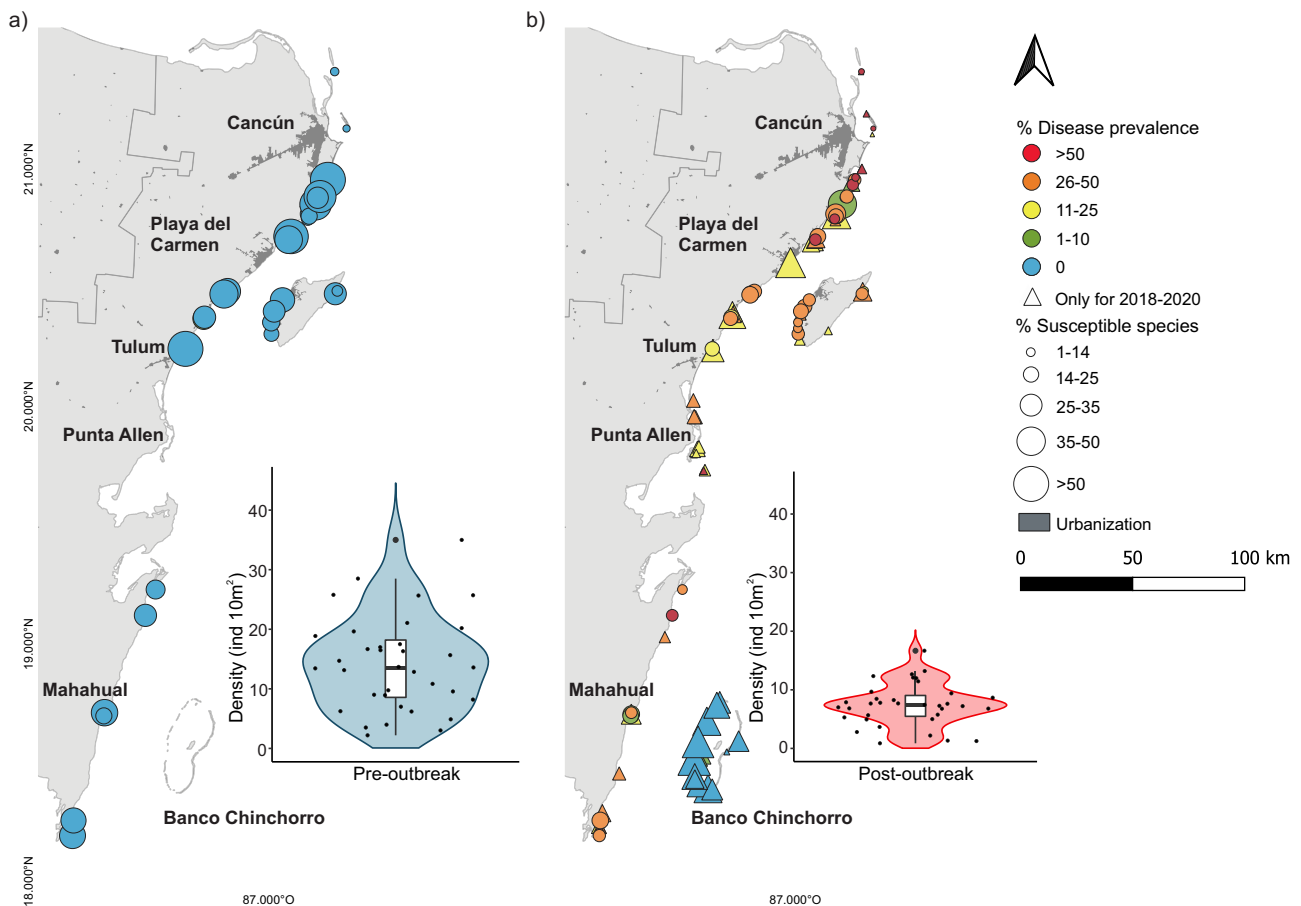 a)
Cancún
Playa del
Carmen
Tulum
Punta Allen
Mahahual
Banco Chinchorro
21.000°N
20.000°N
19.000°N
18.000°N
87.000°O
Density (ind 10m²)
40
30
20
10
0
Pre-outbreak
b)
Cancún
Playa del
Carmen
Tulum
Punta Allen
Mahahual
Banco Chinchorro
87.000°O
Density (ind 10m²)
40
30
20
10
0
Post-outbreak
% Disease prevalence
>50
26-50
11-25
1-10
0
Only for 2018-2020
% Susceptible species
1-14
14-25
25-35
35-50
>50
Urbanization
0 50 100 km